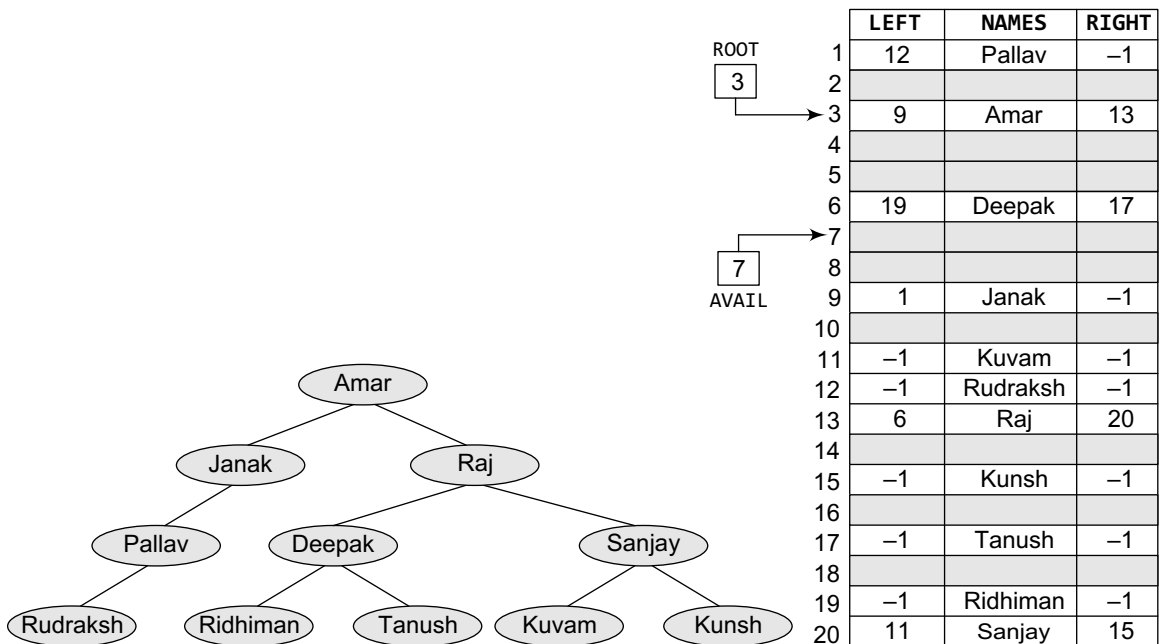 LEFT NAMES RIGHT
ROOT
3
1 12 Pallav –1
2
3 9 Amar 13
4
5
6 19 Deepak 17
7
8
7
AVAIL
9 1 Janak –1
10
11 –1 Kuvam –1
12 –1 Rudraksh –1
13 6 Raj 20
14
15 –1 Kunsh –1
16
17 –1 Tanush –1
18
19 –1 Ridhiman –1
20 11 Sanjay 15
Amar
Janak Raj
Pallav Deepak Sanjay
Rudraksh Ridhiman Tanush Kuvam Kunsh